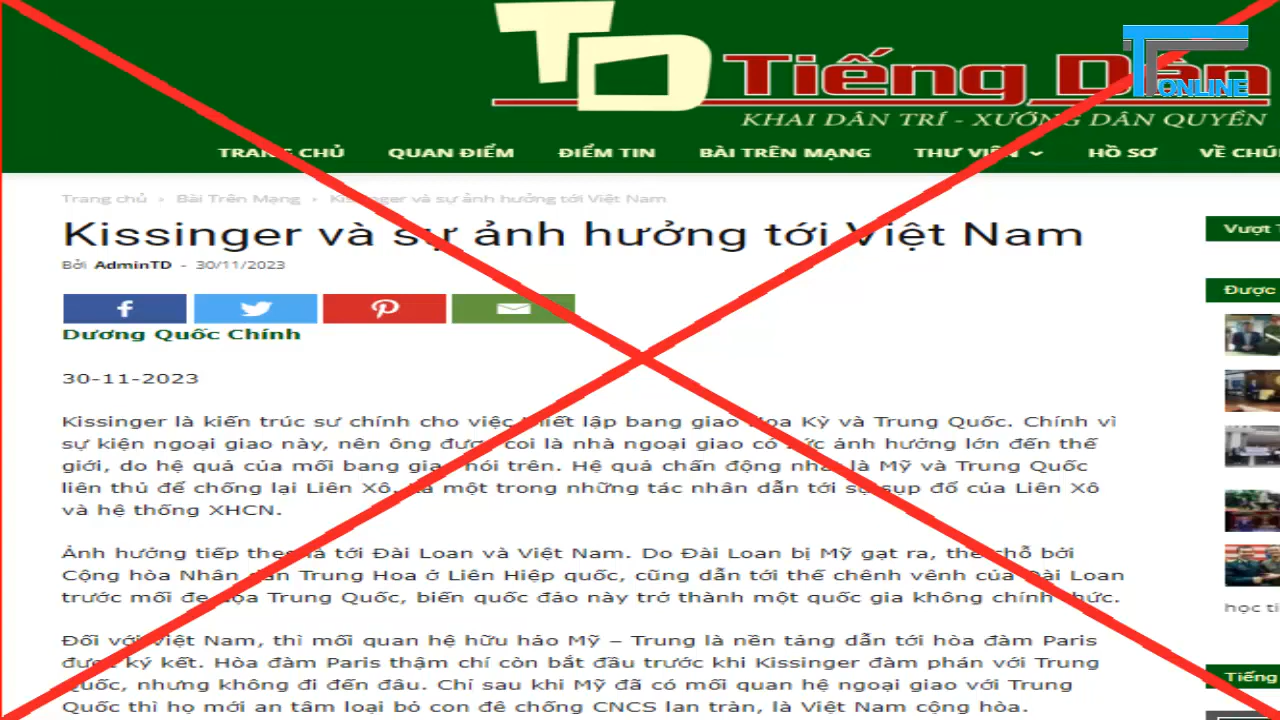 TD Tiếng Dân
TF ONLINE
KHAI DÂN TRÍ - XƯỚNG DÂN QUYỀN
TRANG CHỦ QUAN ĐIỂM ĐIỂM TIN BÀI TRÊN MẠNG THƯ VIỆN HỒ SƠ VỀ CHÚ
Trang chủ › Bài Trên Mạng › Kissinger và sự ảnh hưởng tới Việt Nam
Kissinger và sự ảnh hưởng tới Việt Nam
Vượt T
Bởi AdminTD - 30/11/2023
Được
Dương Quốc Chính
30-11-2023
Kissinger là kiến trúc sư chính cho việc thiết lập bang giao Hoa Kỳ và Trung Quốc. Chính vì
sự kiện ngoại giao này, nên ông được coi là nhà ngoại giao có sức ảnh hưởng lớn đến thế
giới, do hệ quả của mối bang giao nói trên. Hệ quả chấn động nhất là Mỹ và Trung Quốc
liên thủ để chống lại Liên Xô, là một trong những tác nhân dẫn tới sự sụp đổ của Liên Xô
và hệ thống XHCN.
Ảnh hưởng tiếp theo là tới Đài Loan và Việt Nam. Do Đài Loan bị Mỹ gạt ra, thế chỗ bởi
Cộng hòa Nhân dân Trung Hoa ở Liên Hiệp quốc, cũng dẫn tới thế chênh vênh của Đài Loan
trước mối đe dọa Trung Quốc, biến quốc đảo này trở thành một quốc gia không chính thức.
học ti
Đối với Việt Nam, thì mối quan hệ hữu hảo Mỹ – Trung là nền tảng dẫn tới hòa đàm Paris
được ký kết. Hòa đàm Paris thậm chí còn bắt đầu trước khi Kissinger đàm phán với Trung
Quốc, nhưng không đi đến đâu. Chỉ sau khi Mỹ đã có mối quan hệ ngoại giao với Trung
Quốc thì họ mới an tâm loại bỏ con đê chống CNCS lan tràn, là Việt Nam cộng hòa.
Tiếng